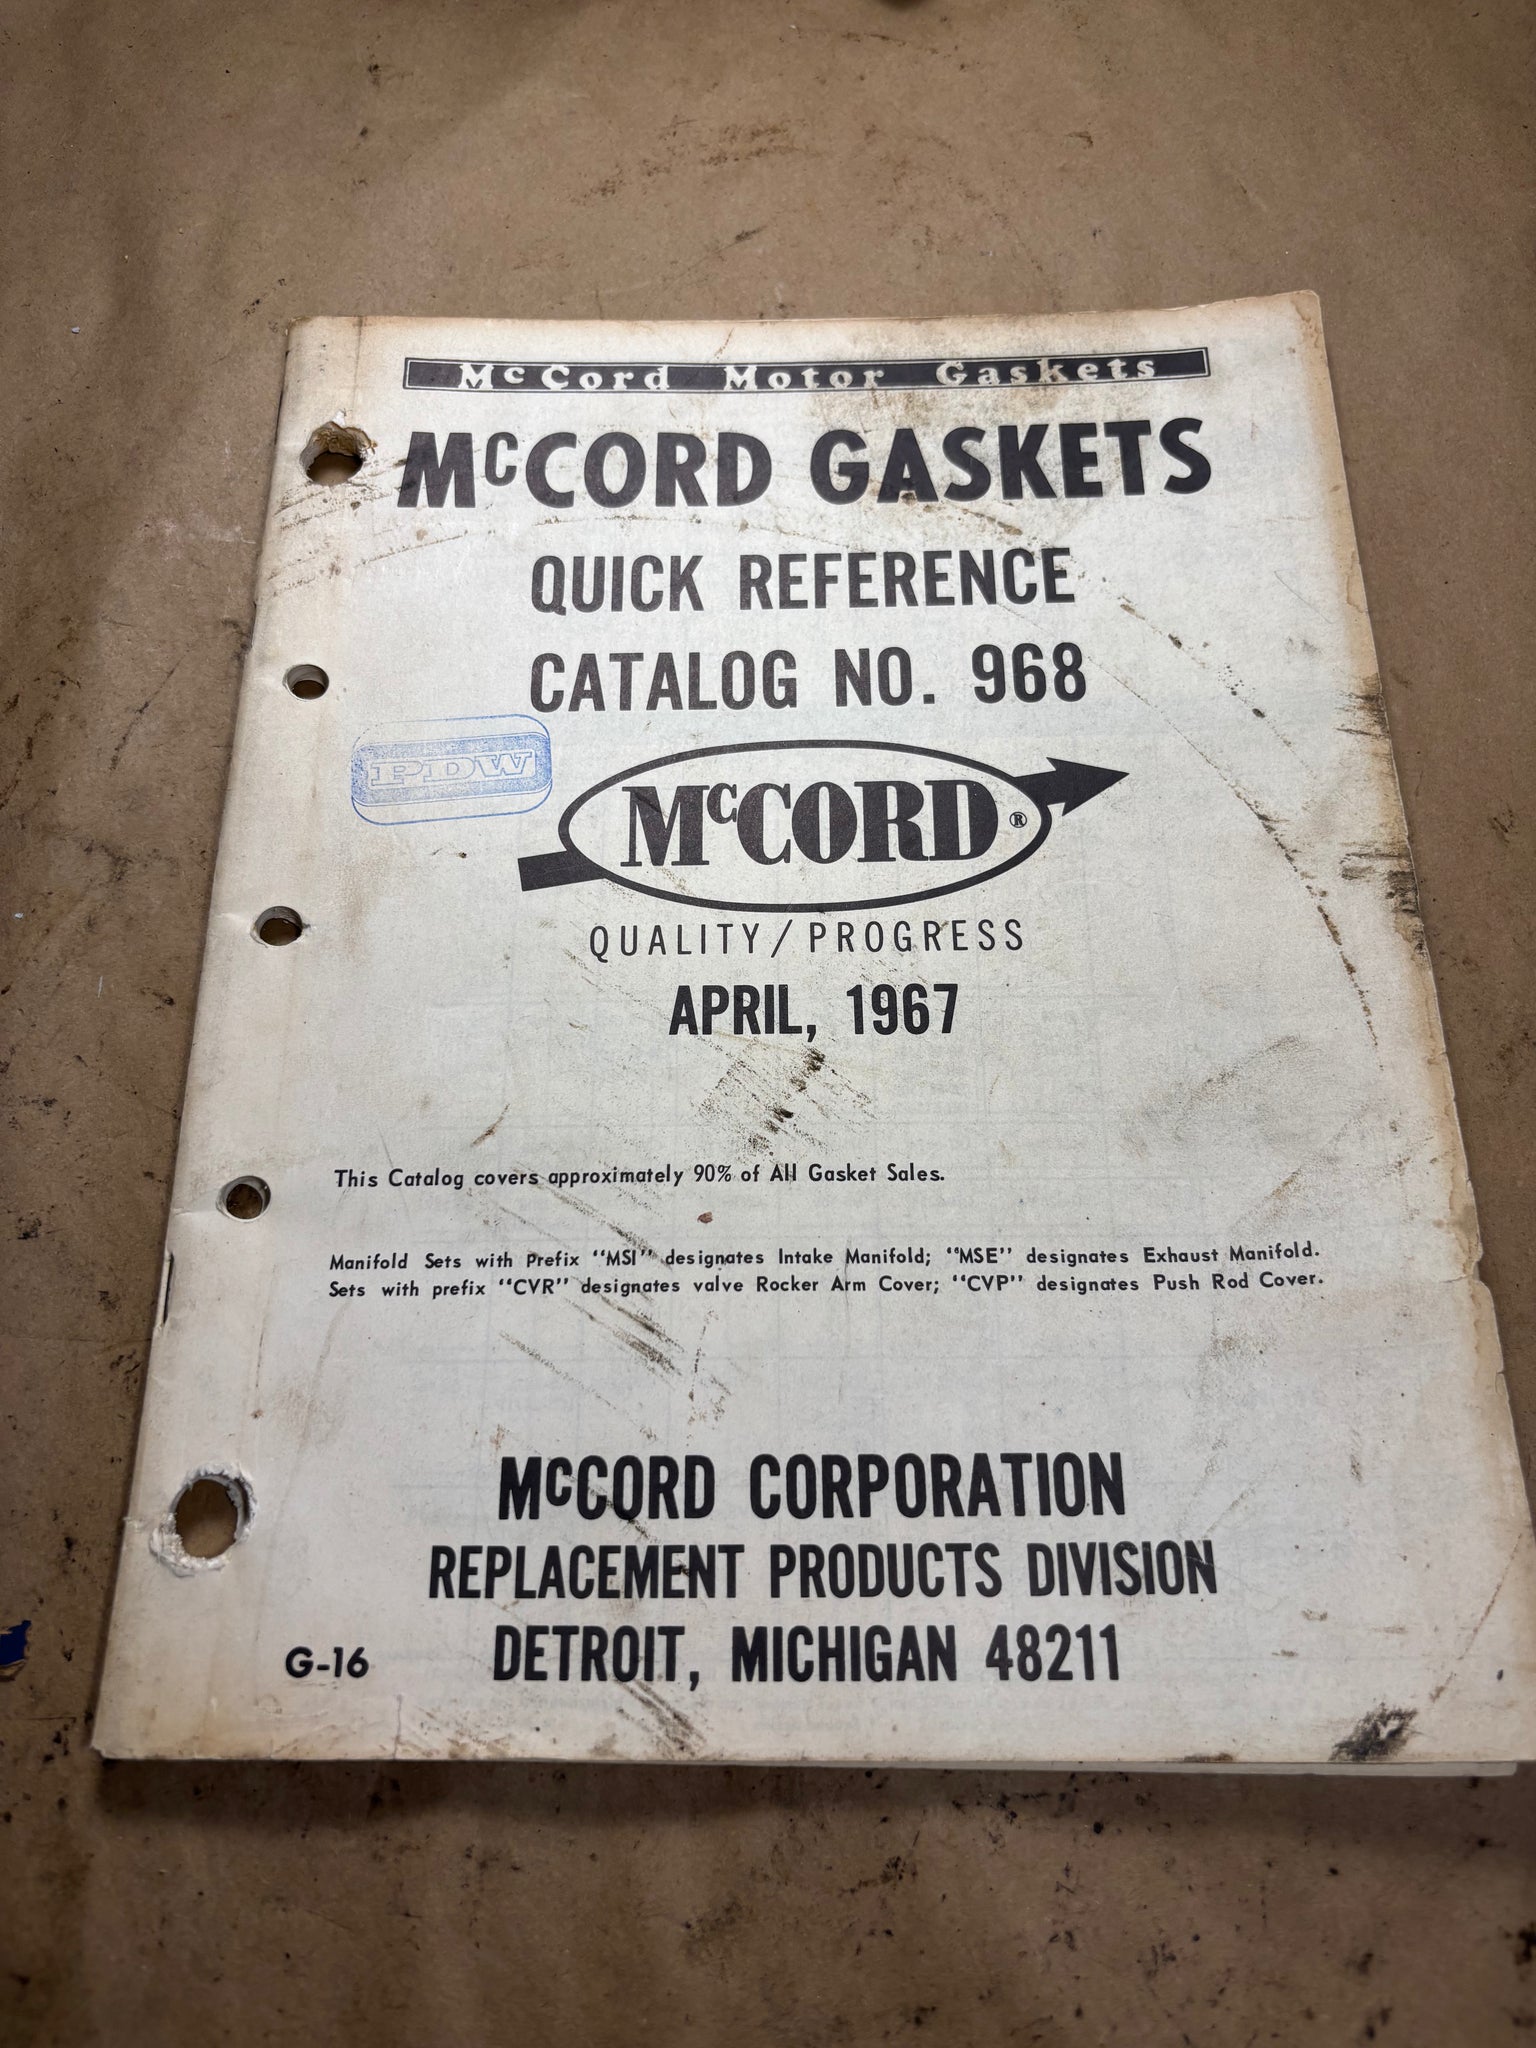 McCord Motor Gaskets
McCORD GASKETS
QUICK REFERENCE
CATALOG NO. 968
PDW
McCORD®
QUALITY/PROGRESS
APRIL, 1967
This Catalog covers approximately 90% of All Gasket Sales.
Manifold Sets with Prefix "MSI" designates Intake Manifold; "MSE" designates Exhaust Manifold.
Sets with prefix "CVR" designates valve Rocker Arm Cover; "CVP" designates Push Rod Cover.
McCORD CORPORATION
REPLACEMENT PRODUCTS DIVISION
G-16 DETROIT, MICHIGAN 48211